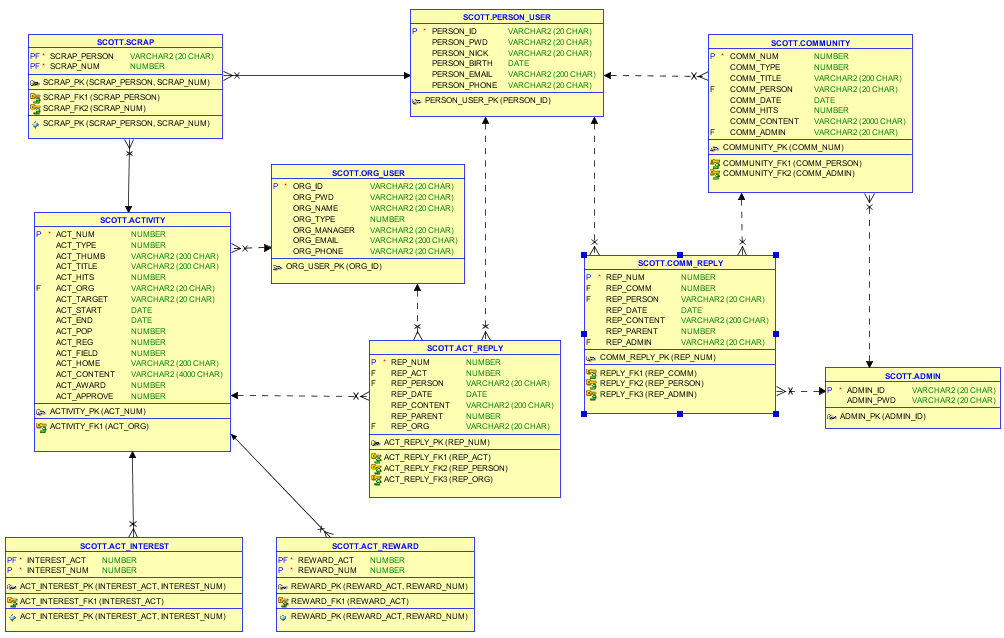 SCOTT.SCRAP
PF * SCRAP_PERSON VARCHAR2 (20 CHAR)
PF * SCRAP_NUM NUMBER
SCRAP_PK (SCRAP_PERSON, SCRAP_NUM)
SCRAP_FK1 (SCRAP_PERSON)
SCRAP_FK2 (SCRAP_NUM)
SCRAP_PK (SCRAP_PERSON, SCRAP_NUM)
SCOTT.PERSON_USER
P * PERSON_ID VARCHAR2 (20 CHAR)
PERSON_PWD VARCHAR2 (20 CHAR)
PERSON_NICK VARCHAR2 (20 CHAR)
PERSON_BIRTH DATE
PERSON_EMAIL VARCHAR2 (200 CHAR)
PERSON_PHONE VARCHAR2 (20 CHAR)
PERSON_USER_PK (PERSON_ID)
SCOTT.COMMUNITY
P * COMM_NUM NUMBER
COMM_TYPE NUMBER
COMM_TITLE VARCHAR2 (200 CHAR)
F COMM_PERSON VARCHAR2 (20 CHAR)
COMM_DATE DATE
COMM_HITS NUMBER
COMM_CONTENT VARCHAR2 (2000 CHAR)
F COMM_ADMIN VARCHAR2 (20 CHAR)
COMMUNITY_PK (COMM_NUM)
COMMUNITY_FK1 (COMM_PERSON)
COMMUNITY_FK2 (COMM_ADMIN)
SCOTT.ORG_USER
P * ORG_ID VARCHAR2 (20 CHAR)
ORG_PWD VARCHAR2 (20 CHAR)
ORG_NAME VARCHAR2 (20 CHAR)
ORG_TYPE NUMBER
ORG_MANAGER VARCHAR2 (20 CHAR)
ORG_EMAIL VARCHAR2 (200 CHAR)
ORG_PHONE VARCHAR2 (20 CHAR)
ORG_USER_PK (ORG_ID)
SCOTT.ACTIVITY
P * ACT_NUM NUMBER
ACT_TYPE NUMBER
ACT_THUMB VARCHAR2 (200 CHAR)
ACT_TITLE VARCHAR2 (200 CHAR)
ACT_HITS NUMBER
F ACT_ORG VARCHAR2 (20 CHAR)
ACT_TARGET VARCHAR2 (20 CHAR)
ACT_START DATE
ACT_END DATE
ACT_POP NUMBER
ACT_REG NUMBER
ACT_FIELD NUMBER
ACT_HOME VARCHAR2 (200 CHAR)
ACT_CONTENT VARCHAR2 (4000 CHAR)
ACT_AWARD NUMBER
ACT_APPROVE NUMBER
ACTIVITY_PK (ACT_NUM)
ACTIVITY_FK1 (ACT_ORG)
SCOTT.COMM_REPLY
P * REP_NUM NUMBER
F REP_COMM NUMBER
F REP_PERSON VARCHAR2 (20 CHAR)
REP_DATE DATE
REP_CONTENT VARCHAR2 (200 CHAR)
REP_PARENT NUMBER
F REP_ADMIN VARCHAR2 (20 CHAR)
COMM_REPLY_PK (REP_NUM)
REPLY_FK1 (REP_COMM)
REPLY_FK2 (REP_PERSON)
REPLY_FK3 (REP_ADMIN)
SCOTT.ACT_REPLY
P * REP_NUM NUMBER
F REP_ACT NUMBER
F REP_PERSON VARCHAR2 (20 CHAR)
REP_DATE DATE
REP_CONTENT VARCHAR2 (200 CHAR)
REP_PARENT NUMBER
F REP_ORG VARCHAR2 (20 CHAR)
ACT_REPLY_PK (REP_NUM)
ACT_REPLY_FK1 (REP_ACT)
ACT_REPLY_FK2 (REP_PERSON)
ACT_REPLY_FK3 (REP_ORG)
SCOTT.ADMIN
P * ADMIN_ID VARCHAR2 (20 CHAR)
ADMIN_PWD VARCHAR2 (20 CHAR)
ADMIN_PK (ADMIN_ID)
SCOTT.ACT_INTEREST
PF * INTEREST_ACT NUMBER
P * INTEREST_NUM NUMBER
ACT_INTEREST_PK (INTEREST_ACT, INTEREST_NUM)
ACT_INTEREST_FK1 (INTEREST_ACT)
ACT_INTEREST_PK (INTEREST_ACT, INTEREST_NUM)
SCOTT.ACT_REWARD
PF * REWARD_ACT NUMBER
P * REWARD_NUM NUMBER
REWARD_PK (REWARD_ACT, REWARD_NUM)
REWARD_FK1 (REWARD_ACT)
REWARD_PK (REWARD_ACT, REWARD_NUM)